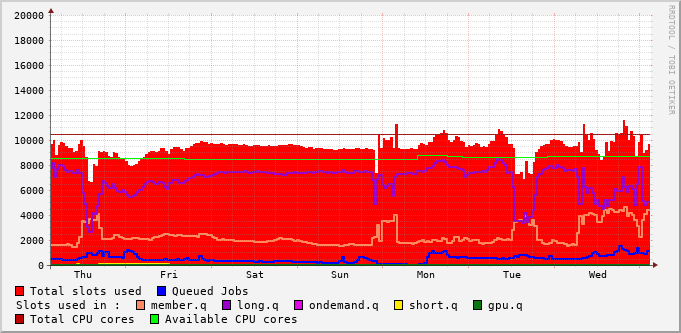 20000
18000
16000
14000
12000
10000
8000
6000
4000
2000
0
Thu Fri Sat Sun Mon Tue Wed
RRDTOOL / TOBI OETIKER
Total slots used Queued Jobs
Slots used in : member.q long.q ondemand.q short.q gpu.q
Total CPU cores Available CPU cores